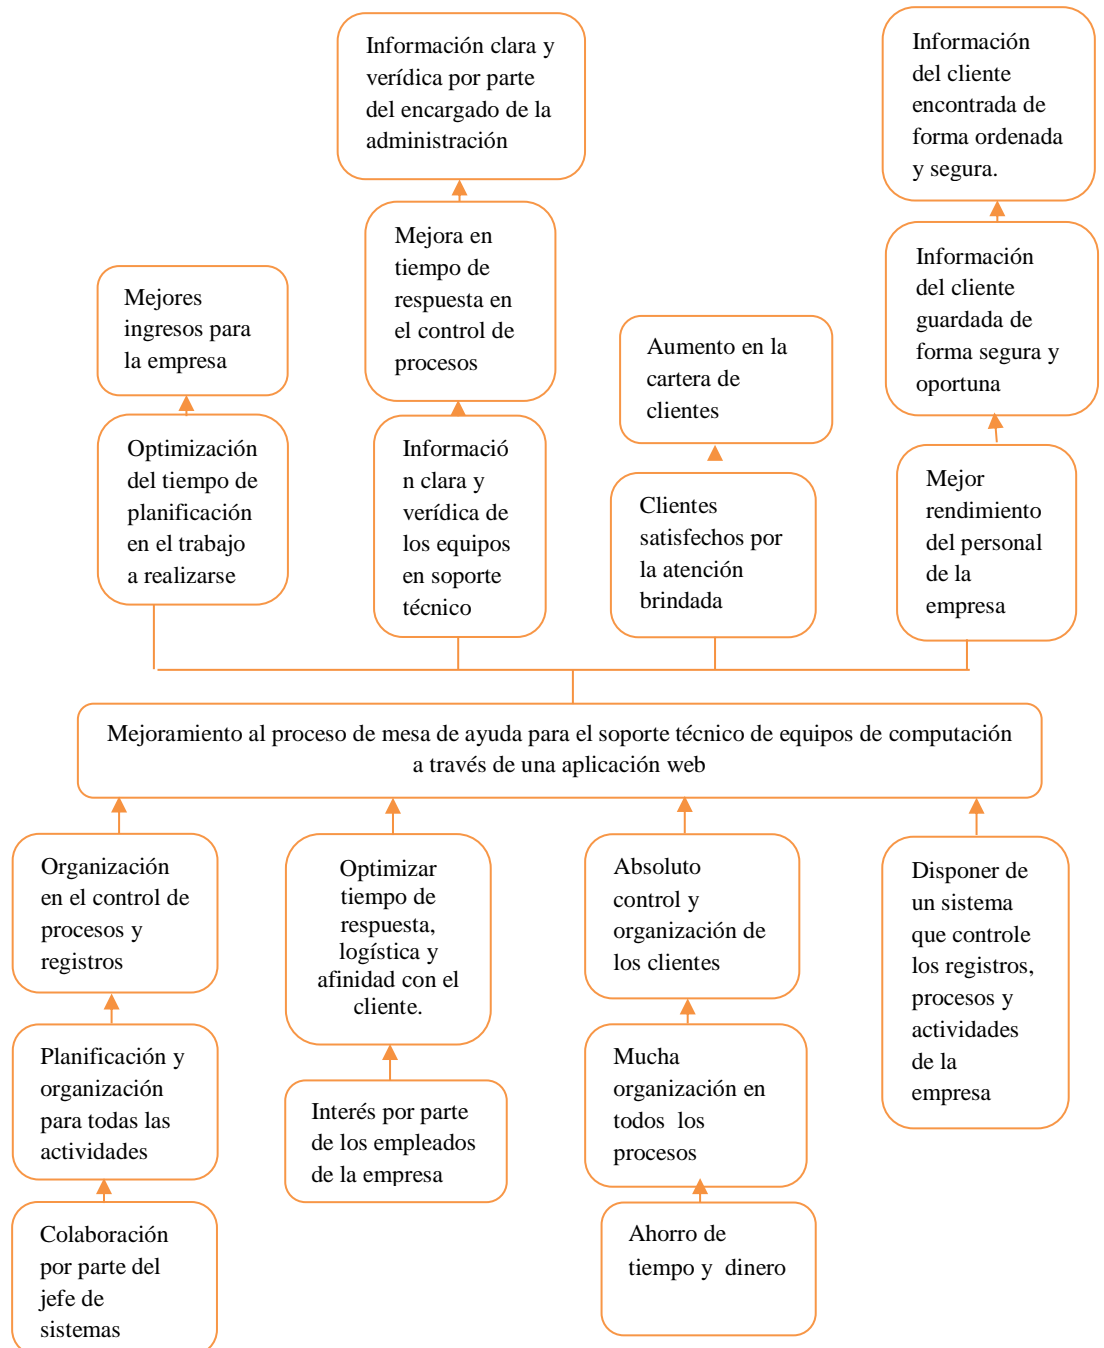 Información clara y
verídica por parte
del encargado de la
administración
Información
del cliente
encontrada de
forma ordenada
y segura.
Mejora en
tiempo de
respuesta en
el control de
procesos
Información
del cliente
guardada de
forma segura y
oportuna
Mejores
ingresos para
la empresa
Aumento en la
cartera de
clientes
Optimización
del tiempo de
planificación
en el trabajo
a realizarse
Informació
n clara y
verídica de
los equipos
en soporte
técnico
Clientes
satisfechos por
la atención
brindada
Mejor
rendimiento
del personal
de la
empresa
Mejoramiento al proceso de mesa de ayuda para el soporte técnico de equipos de computación
a través de una aplicación web
Organización
en el control de
procesos y
registros
Optimizar
tiempo de
respuesta,
logística y
afinidad con el
cliente.
Absoluto
control y
organización de
los clientes
Disponer de
un sistema
que controle
los registros,
procesos y
actividades
de la
empresa
Planificación y
organización
para todas las
actividades
Interés por parte
de los empleados
de la empresa
Mucha
organización en
todos los
procesos
Colaboración
por parte del
jefe de
sistemas
Ahorro de
tiempo y dinero